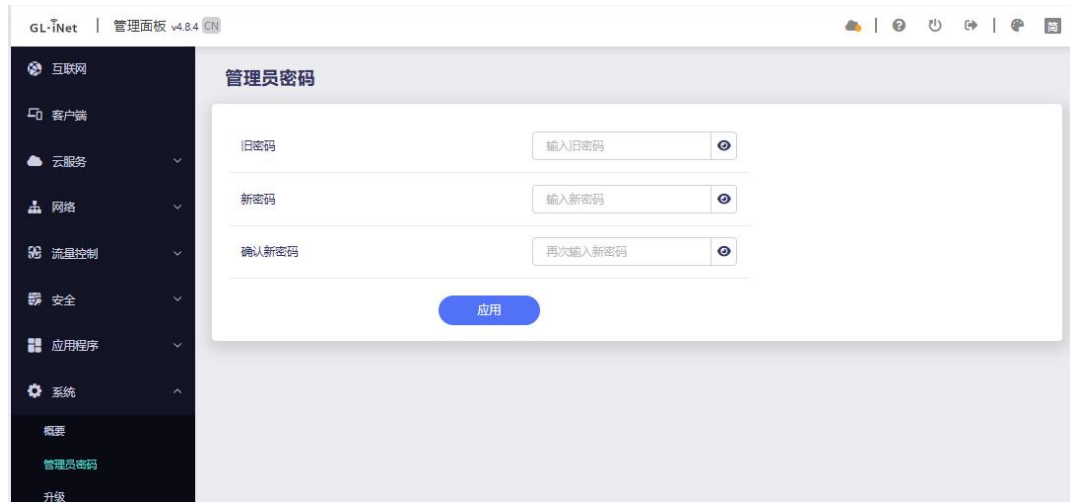 GL·iNet | 管理面板 v4.8.4 CN
简
互联网
客户端
云服务
网络
流量控制
安全
应用程序
系统
概要
管理员密码
升级
管理员密码
旧密码 输入旧密码
新密码 输入新密码
确认新密码 再次输入新密码
应用